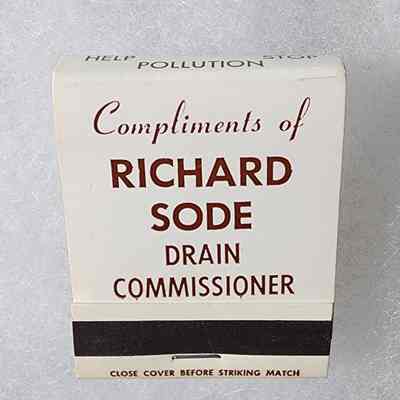 HELP STOP
POLLUTION
Compliments of
RICHARD
SODE
DRAIN
COMMISSIONER
CLOSE COVER BEFORE STRIKING MATCH